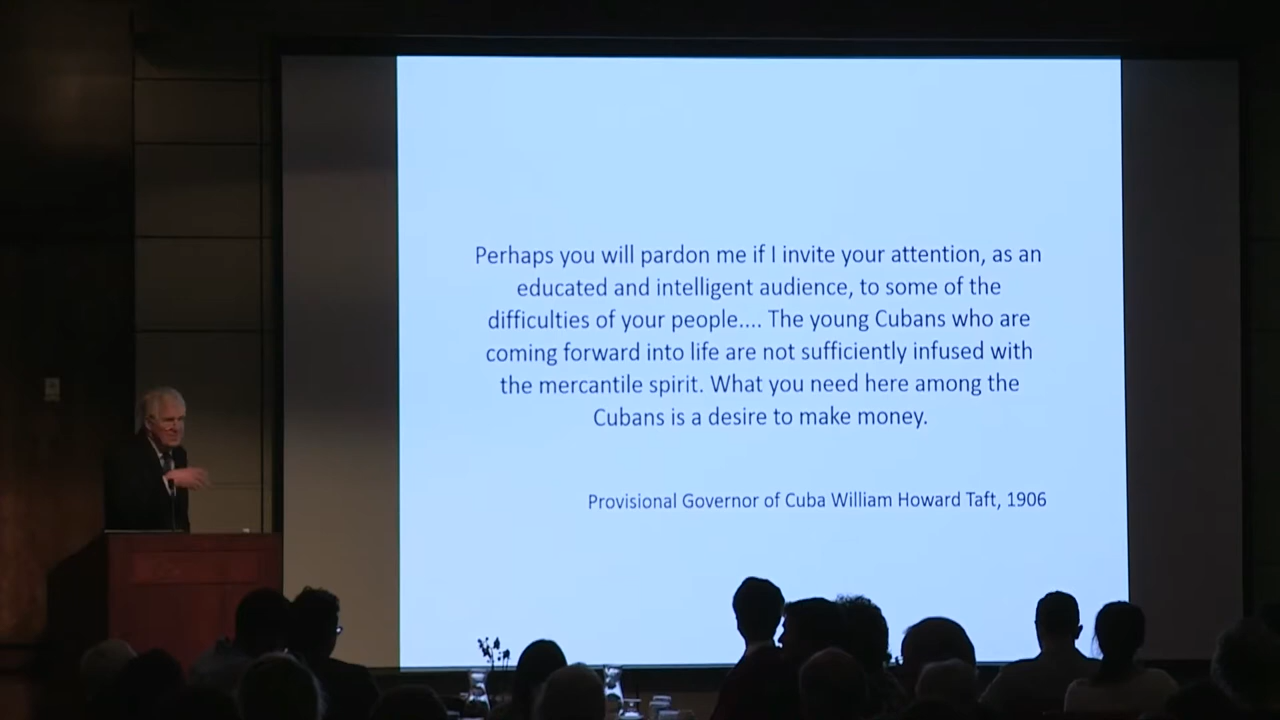 Perhaps you will pardon me if I invite your attention, as an
educated and intelligent audience, to some of the
difficulties of your people.... The young Cubans who are
coming forward into life are not sufficiently infused with
the mercantile spirit. What you need here among the
Cubans is a desire to make money.
Provisional Governor of Cuba William Howard Taft, 1906